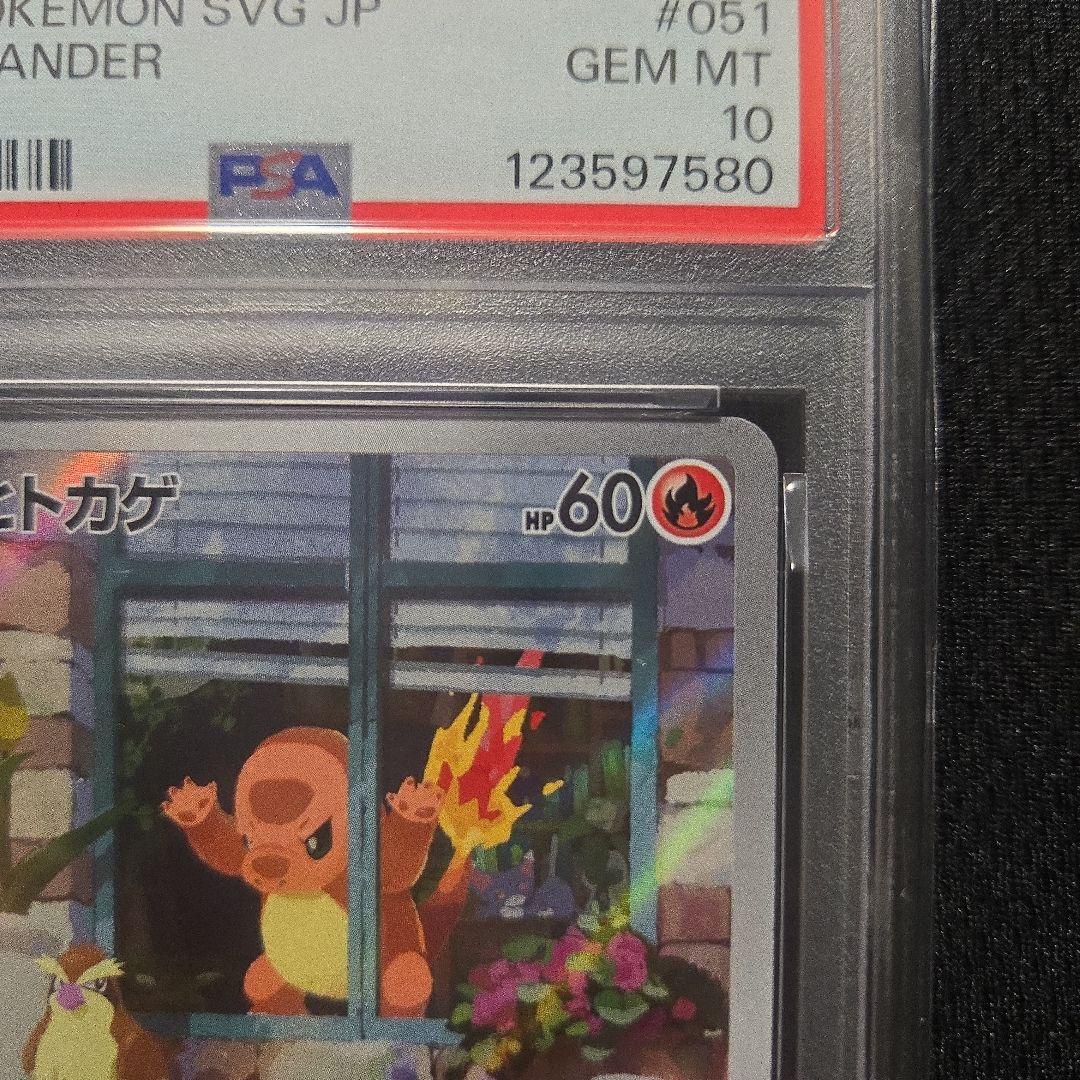 OKEMON SVG JP #051
ANDER GEM MT
10
PSA 123597580
ヒトカゲ HP60